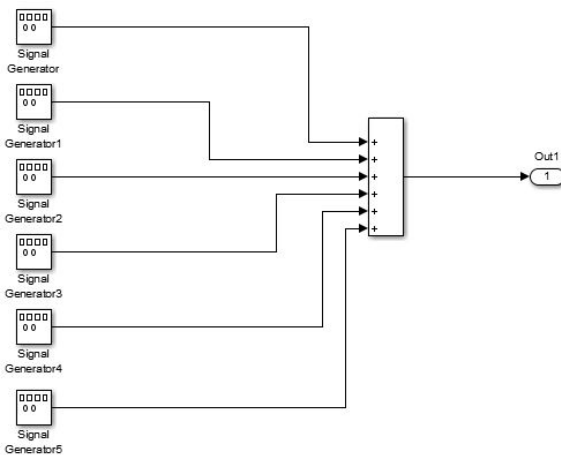 Signal
Generator
Signal
Generator1
Signal
Generator2
Signal
Generator3
Signal
Generator4
Signal
Generator5
+
+
+
+
+
+
Out1
1